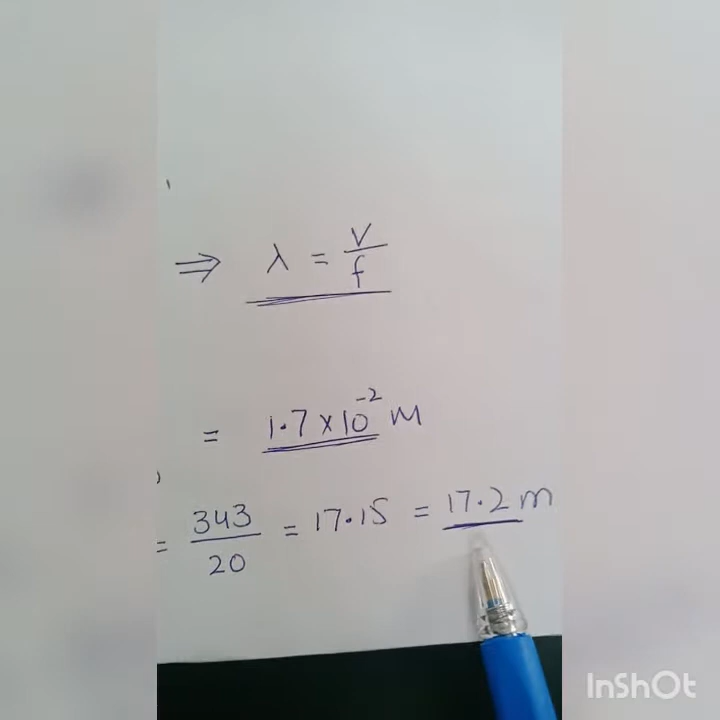 ⇒ λ = v/f
= 1.7 × 10⁻² m
= 343/20 = 17.15 = 17.2 m
InShOt